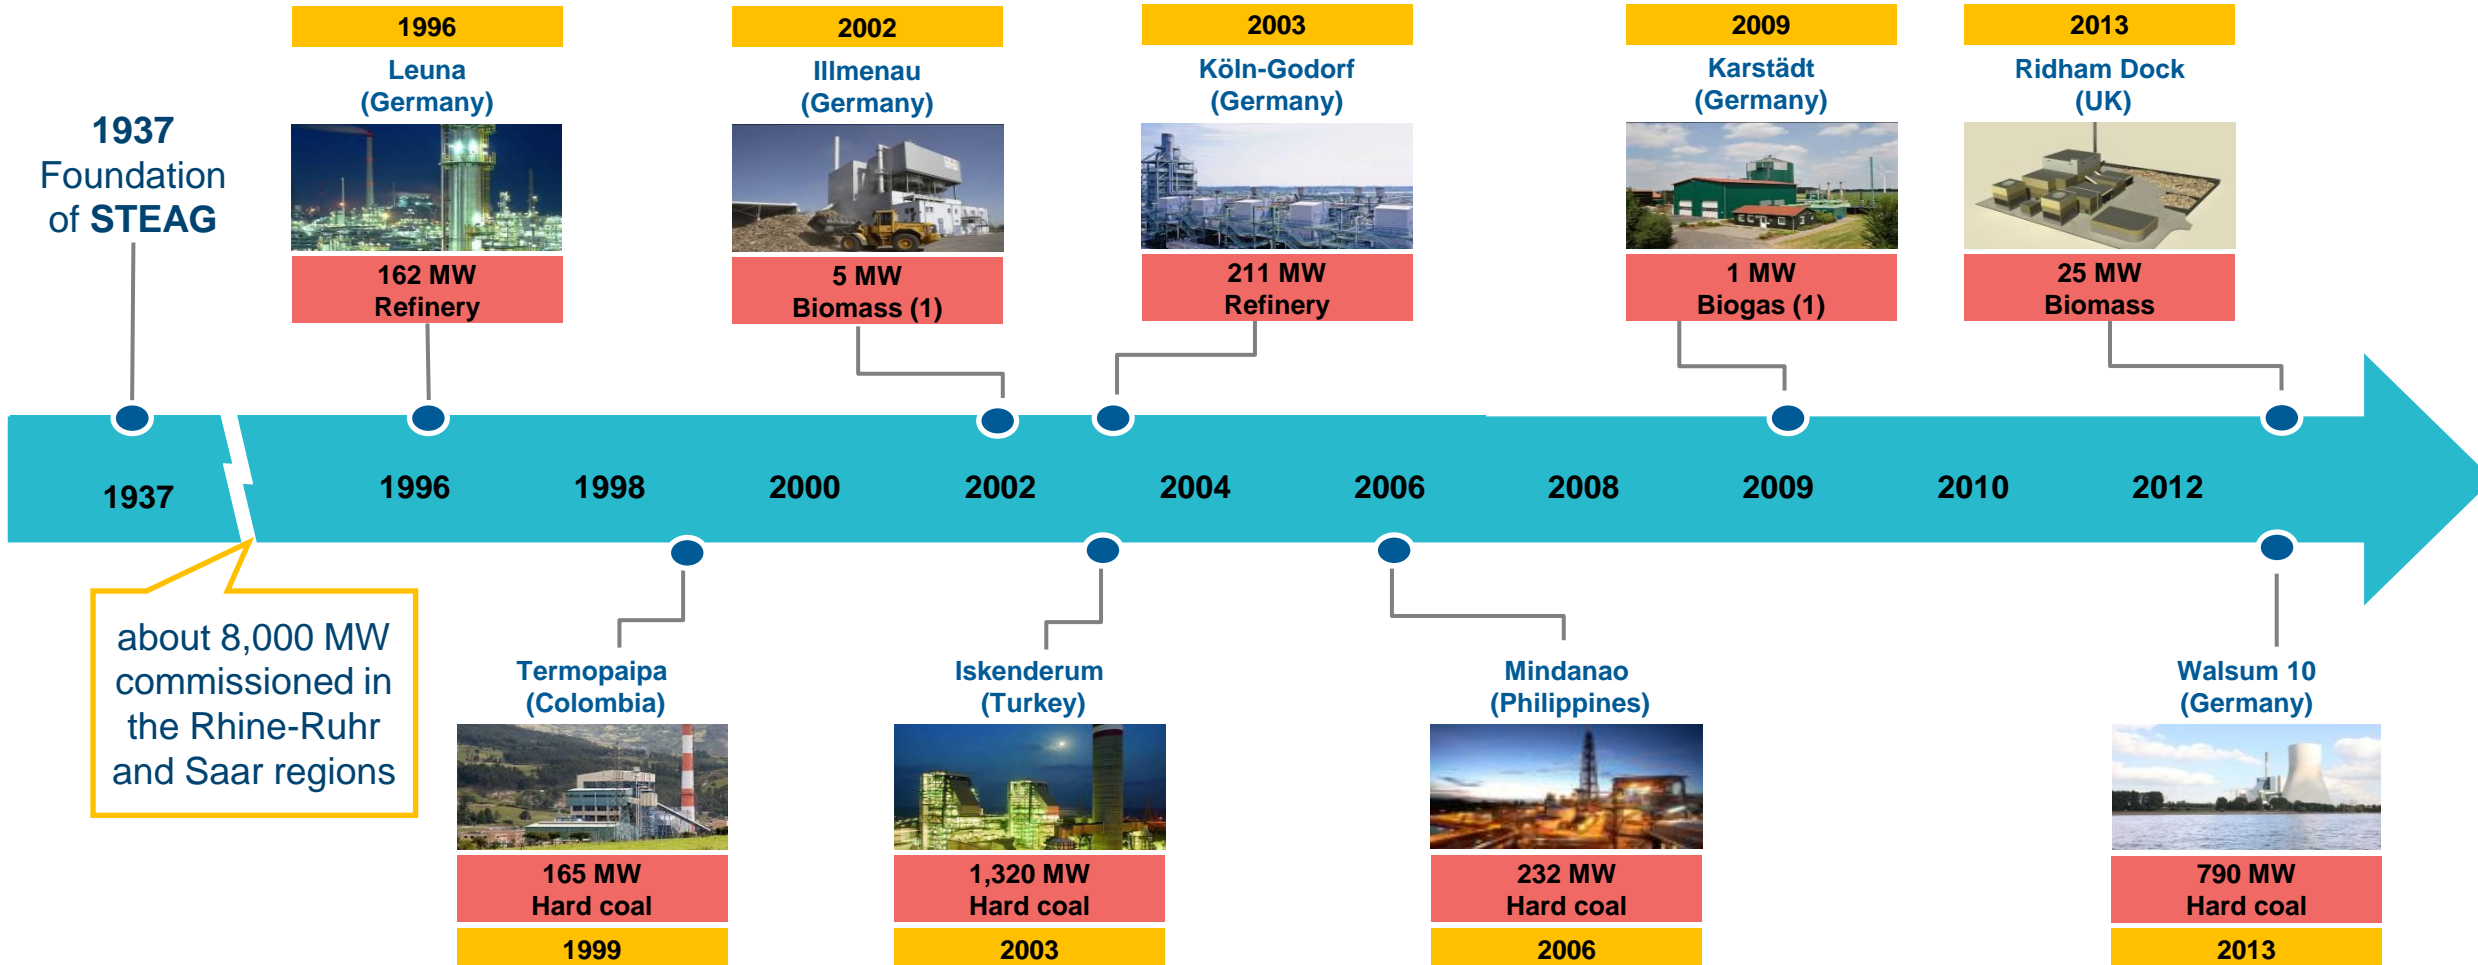 1996
Leuna
(Germany)
162 MW
Refinery
2002
Illmenau
(Germany)
5 MW
Biomass (1)
2003
Köln-Godorf
(Germany)
211 MW
Refinery
2009
Karstädt
(Germany)
1 MW
Biogas (1)
2013
Ridham Dock
(UK)
25 MW
Biomass
1937
Foundation
of STEAG
1937
1996
1998
2000
2002
2004
2006
2008
2009
2010
2012
about 8,000 MW
commissioned in
the Rhine-Ruhr
and Saar regions
Termopaipa
(Colombia)
165 MW
Hard coal
1999
Iskenderum
(Turkey)
1,320 MW
Hard coal
2003
Mindanao
(Philippines)
232 MW
Hard coal
2006
Walsum 10
(Germany)
790 MW
Hard coal
2013